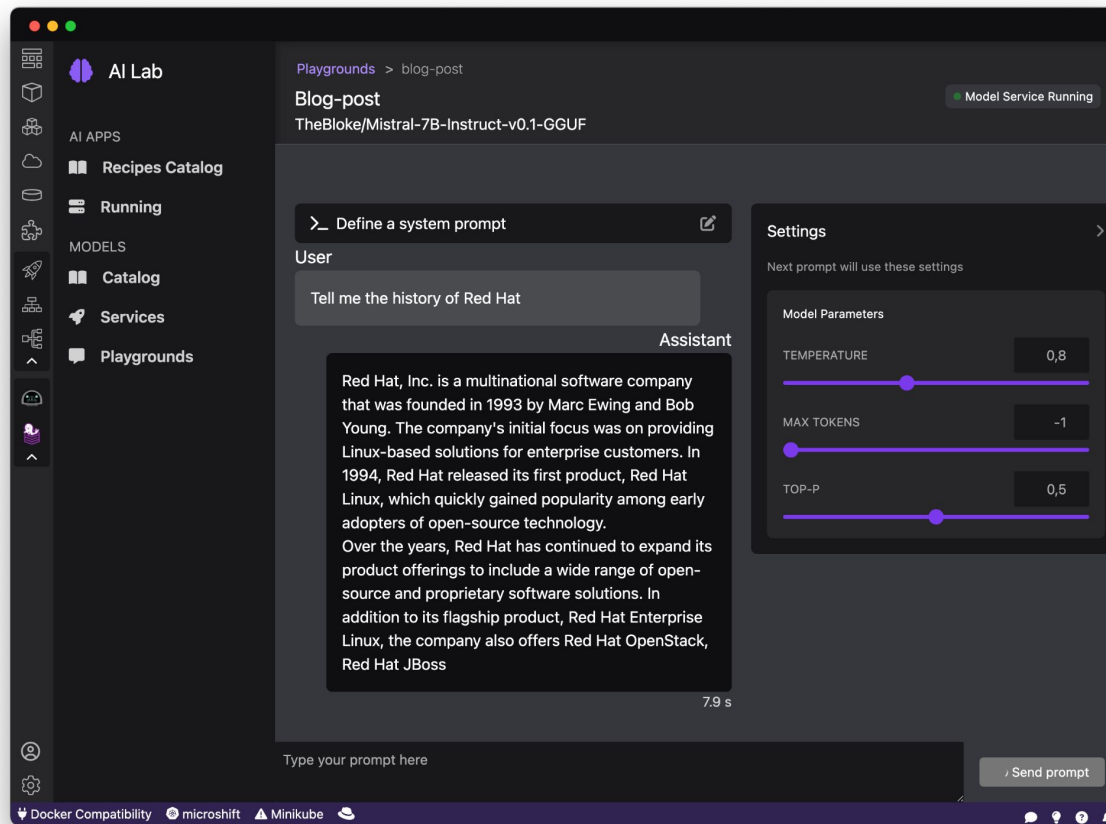 AI Lab
AI APPS
Recipes Catalog
Running
MODELS
Catalog
Services
Playgrounds
Playgrounds > blog-post
Blog-post
TheBloke/Mistral-7B-Instruct-v0.1-GGUF
Model Service Running
Define a system prompt
User
Tell me the history of Red Hat
Assistant
Red Hat, Inc. is a multinational software company
that was founded in 1993 by Marc Ewing and Bob
Young. The company's initial focus was on providing
Linux-based solutions for enterprise customers. In
1994, Red Hat released its first product, Red Hat
Linux, which quickly gained popularity among early
adopters of open-source technology.
Over the years, Red Hat has continued to expand its
product offerings to include a wide range of open-
source and proprietary software solutions. In
addition to its flagship product, Red Hat Enterprise
Linux, the company also offers Red Hat OpenStack,
Red Hat JBoss
7.9 s
Settings
Next prompt will use these settings
Model Parameters
TEMPERATURE 0,8
MAX TOKENS -1
TOP-P 0,5
Type your prompt here
Send prompt
Docker Compatibility microshift Minikube